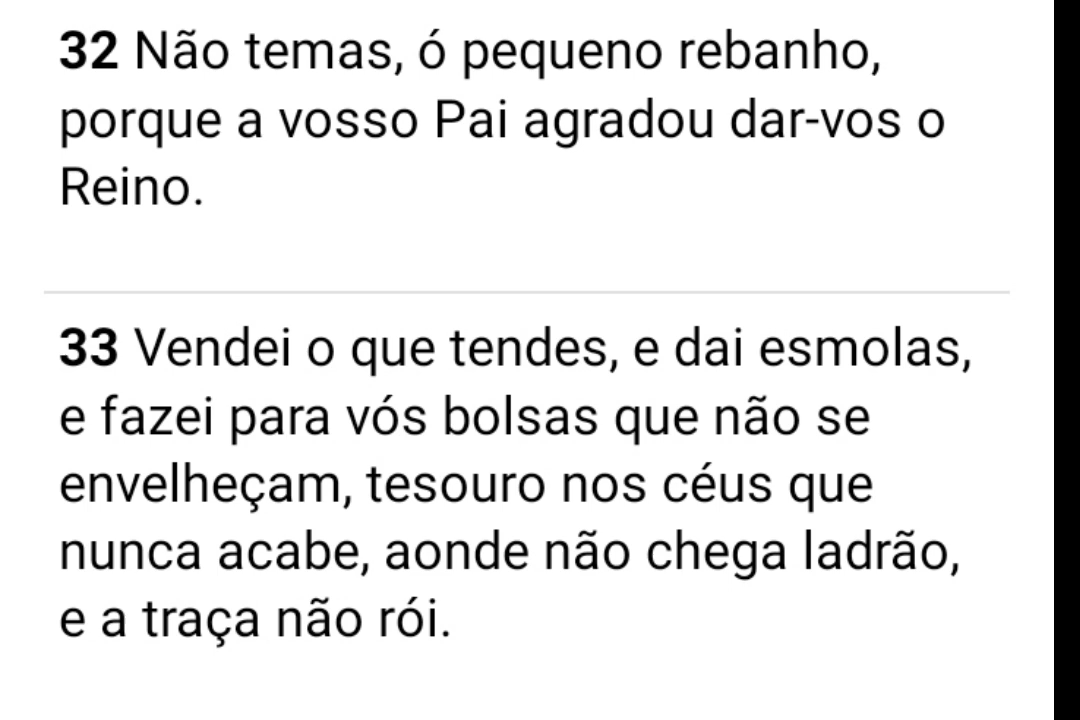 32 Não temas, ó pequeno rebanho,
porque a vosso Pai agradou dar-vos o
Reino.
33 Vendei o que tendes, e dai esmolas,
e fazei para vós bolsas que não se
envelheçam, tesouro nos céus que
nunca acabe, aonde não chega ladrão,
e a traça não rói.